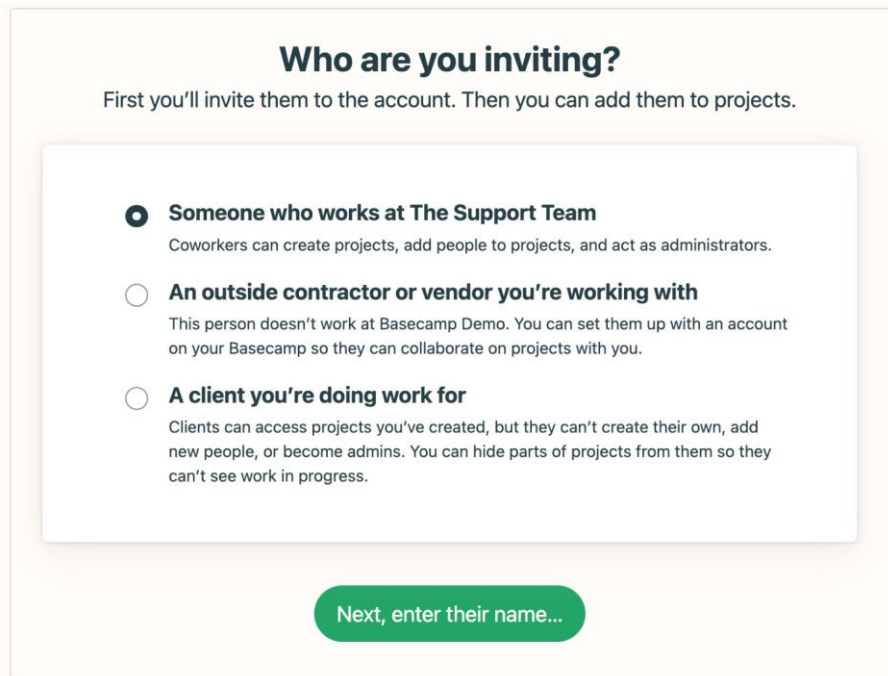 Who are you inviting?
First you’ll invite them to the account. Then you can add them to projects.
Someone who works at The Support Team
Coworkers can create projects, add people to projects, and act as administrators.
An outside contractor or vendor you’re working with
This person doesn’t work at Basecamp Demo. You can set them up with an account
on your Basecamp so they can collaborate on projects with you.
A client you’re doing work for
Clients can access projects you’ve created, but they can’t create their own, add
new people, or become admins. You can hide parts of projects from them so they
can’t see work in progress.
Next, enter their name...